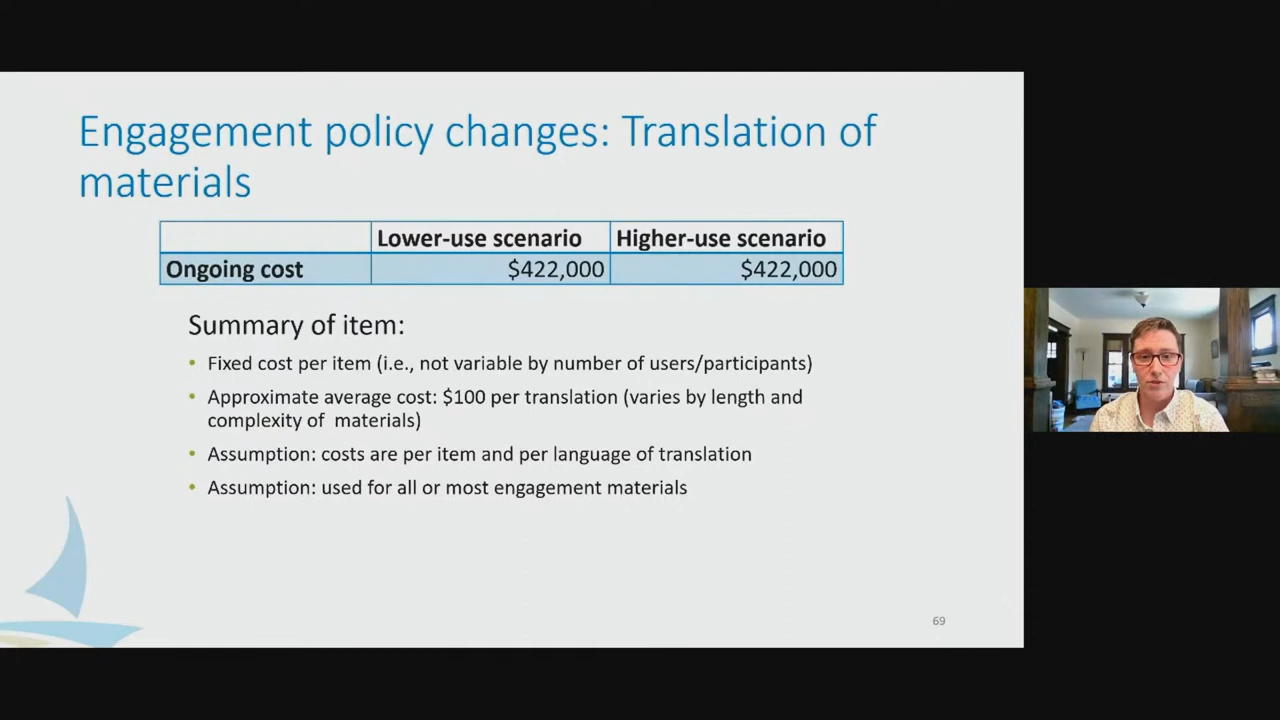 Engagement policy changes: Translation of
materials
Lower-use scenario Higher-use scenario
Ongoing cost $422,000 $422,000
Summary of item:
• Fixed cost per item (i.e., not variable by number of users/participants)
• Approximate average cost: $100 per translation (varies by length and
complexity of materials)
• Assumption: costs are per item and per language of translation
• Assumption: used for all or most engagement materials
69